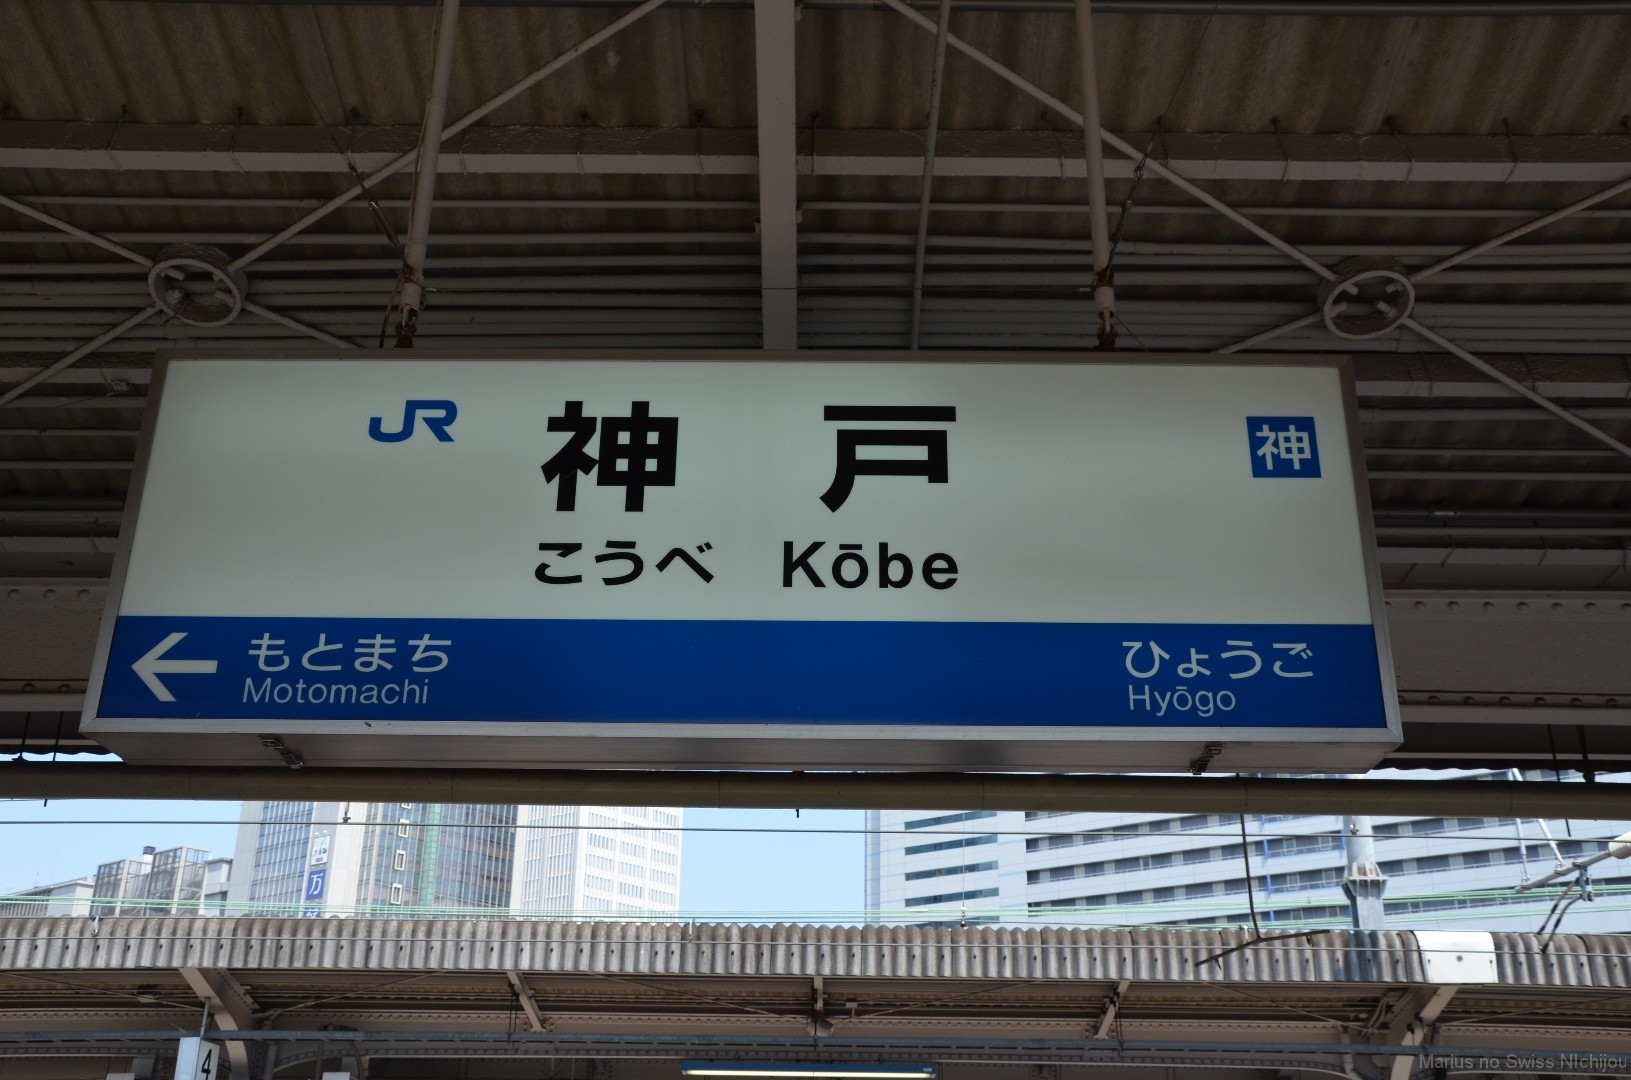 JR 神戸 神
こうべ Kōbe
← もとまち ひょうご
Motomachi Hyōgo
万
4
Marius no Swiss NIchijou